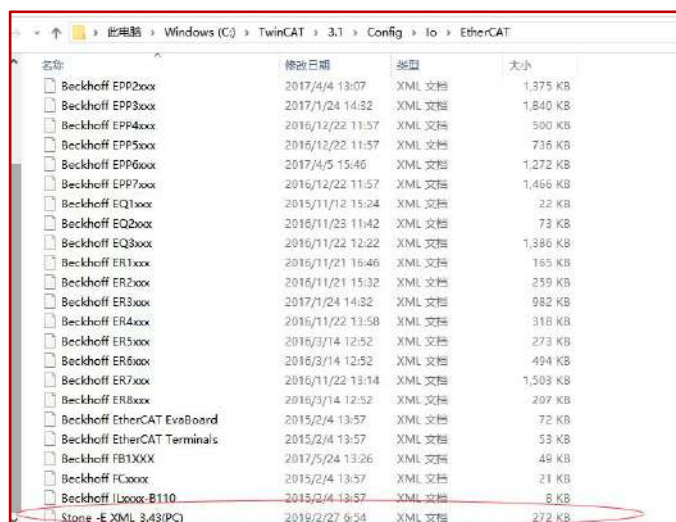 此电脑 > Windows (C:) > TwinCAT > 3.1 > Config > Io > EtherCAT
名称 修改日期 类型 大小
Beckhoff EPP2xxx 2017/4/4 13:07 XML 文档 1,375 KB
Beckhoff EPP3xxx 2017/1/24 14:32 XML 文档 1,840 KB
Beckhoff EPP4xxx 2016/12/22 11:57 XML 文档 500 KB
Beckhoff EPP5xxx 2016/12/22 11:57 XML 文档 736 KB
Beckhoff EPP6xxx 2017/4/5 15:46 XML 文档 1,272 KB
Beckhoff EPP7xxx 2016/12/22 11:57 XML 文档 1,466 KB
Beckhoff EQ1xxx 2015/11/12 15:24 XML 文档 22 KB
Beckhoff EQ2xxx 2016/11/23 11:42 XML 文档 73 KB
Beckhoff EQ3xxx 2016/11/22 12:22 XML 文档 1,386 KB
Beckhoff ER1xxx 2016/11/21 16:46 XML 文档 165 KB
Beckhoff ER2xxx 2016/11/21 15:32 XML 文档 259 KB
Beckhoff ER3xxx 2017/1/24 14:32 XML 文档 982 KB
Beckhoff ER4xxx 2016/11/22 13:58 XML 文档 318 KB
Beckhoff ER5xxx 2016/3/14 12:52 XML 文档 273 KB
Beckhoff ER6xxx 2016/3/14 12:52 XML 文档 494 KB
Beckhoff ER7xxx 2016/11/22 13:14 XML 文档 1,503 KB
Beckhoff ER8xxx 2016/3/14 12:52 XML 文档 207 KB
Beckhoff EtherCAT EvaBoard 2015/2/4 13:57 XML 文档 72 KB
Beckhoff EtherCAT Terminals 2015/2/4 13:57 XML 文档 53 KB
Beckhoff FB1XXX 2017/5/24 13:26 XML 文档 49 KB
Beckhoff FCxxxx 2015/2/4 13:57 XML 文档 21 KB
Beckhoff ILxxxx-B110 2015/2/4 13:57 XML 文档 8 KB
Stone -E XML 3.43(PC) 2019/2/27 6:54 XML 文档 272 KB